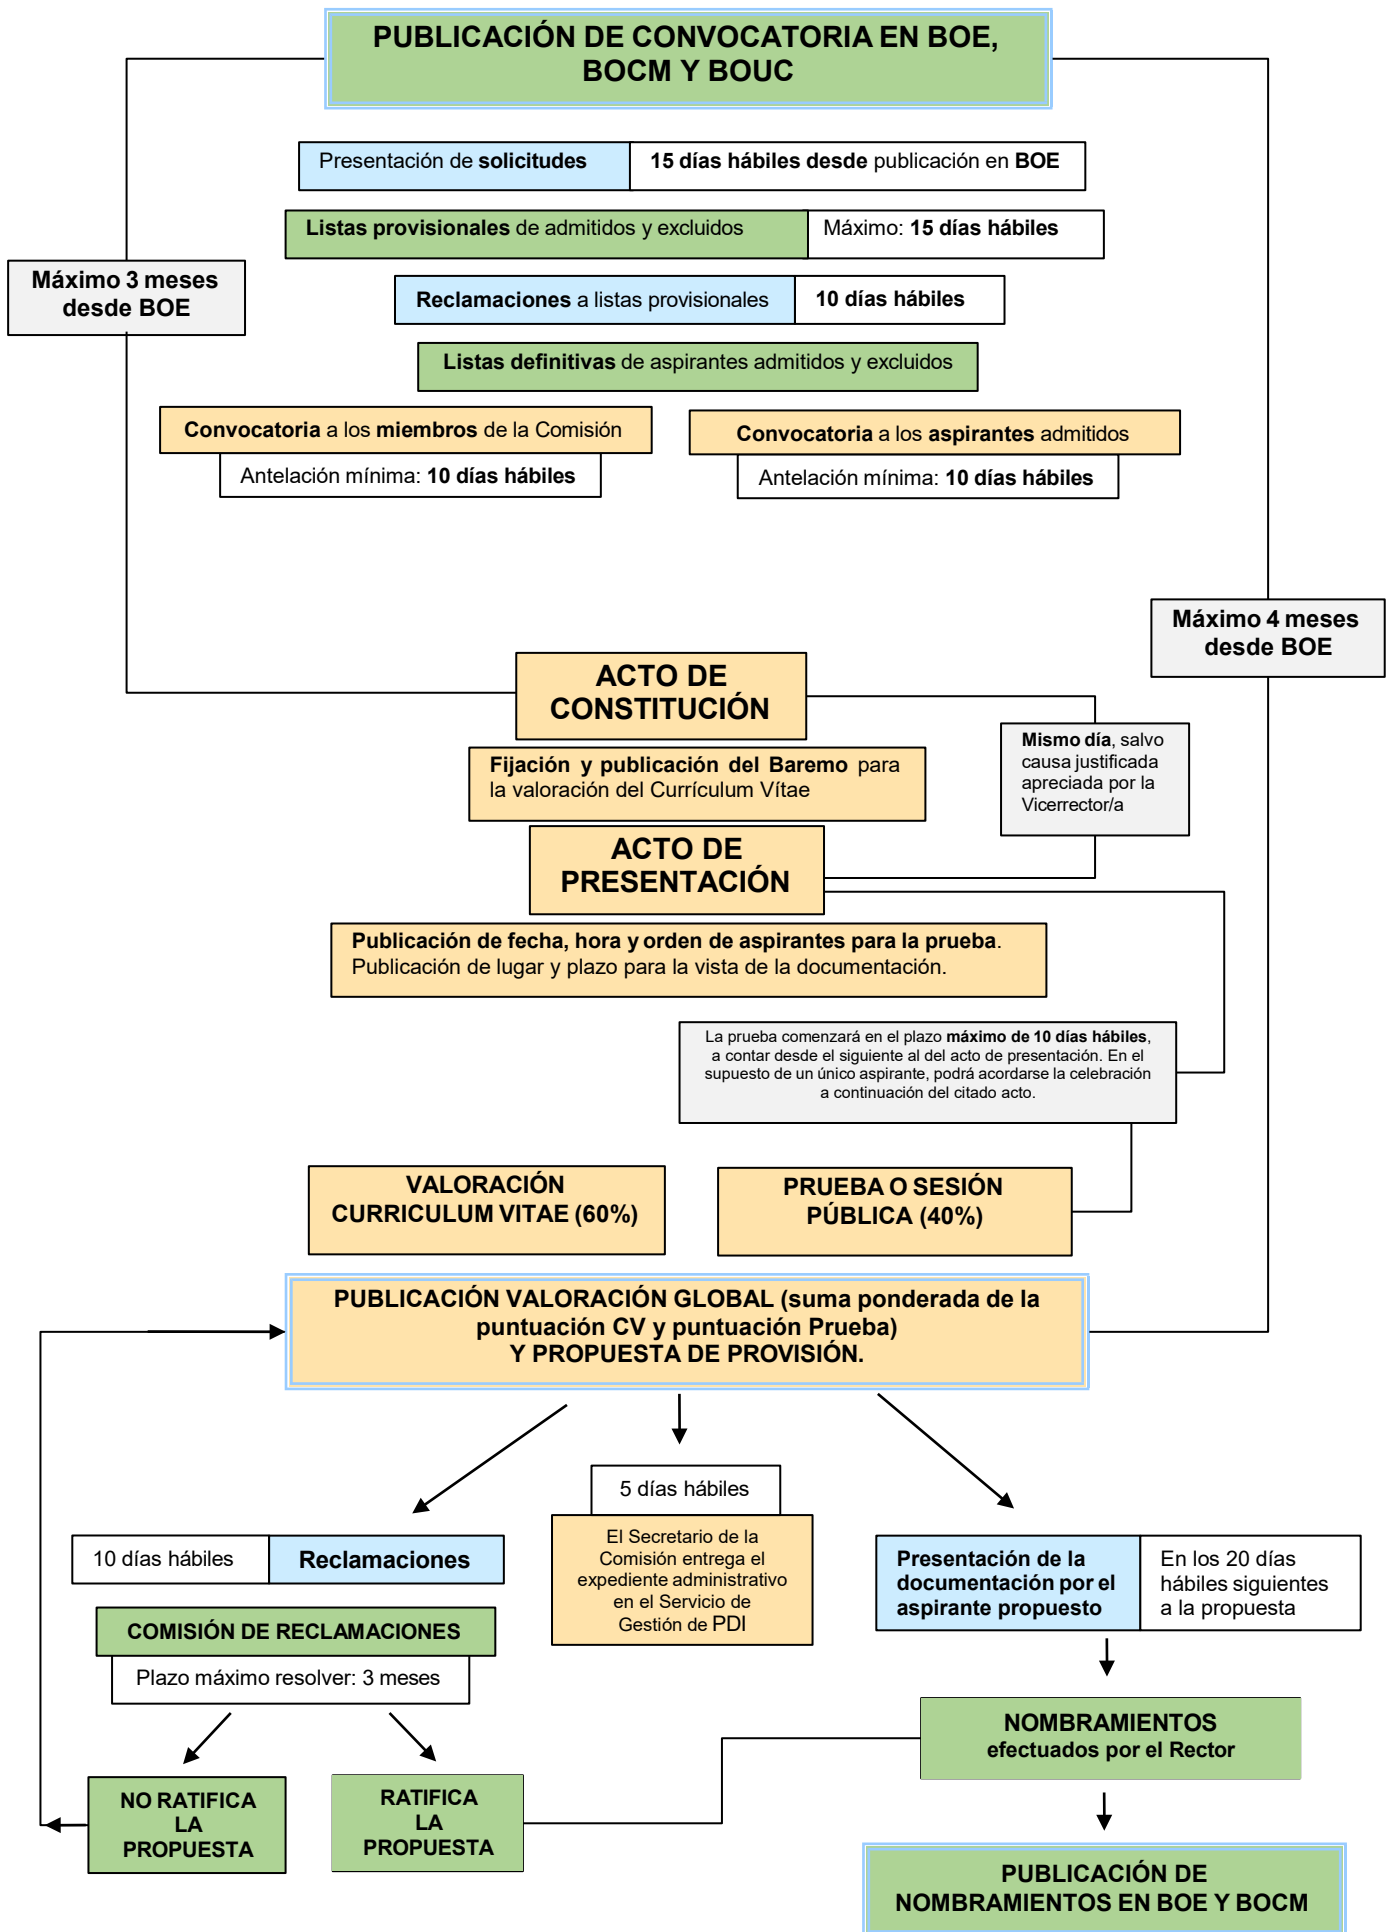 PUBLICACIÓN DE CONVOCATORIA EN BOE,
BOCM Y BOUC
Presentación de solicitudes
15 días hábiles desde publicación en BOE
Listas provisionales de admitidos y excluidos
Máximo: 15 días hábiles
Máximo 3 meses
desde BOE
Reclamaciones a listas provisionales
10 días hábiles
Listas definitivas de aspirantes admitidos y excluidos
Convocatoria a los miembros de la Comisión
Antelación mínima: 10 días hábiles
Convocatoria a los aspirantes admitidos
Antelación mínima: 10 días hábiles
Máximo 4 meses
desde BOE
ACTO DE
CONSTITUCIÓN
Mismo día, salvo
causa justificada
apreciada por la
Vicerrector/a
Fijación y publicación del Baremo para
la valoración del Currículum Vítae
ACTO DE
PRESENTACIÓN
Publicación de fecha, hora y orden de aspirantes para la prueba.
Publicación de lugar y plazo para la vista de la documentación.
La prueba comenzará en el plazo máximo de 10 días hábiles,
a contar desde el siguiente al del acto de presentación. En el
supuesto de un único aspirante, podrá acordarse la celebración
a continuación del citado acto.
VALORACIÓN
CURRICULUM VITAE (60%)
PRUEBA O SESIÓN
PÚBLICA (40%)
PUBLICACIÓN VALORACIÓN GLOBAL (suma ponderada de la
puntuación CV y puntuación Prueba)
Y PROPUESTA DE PROVISIÓN.
10 días hábiles
Reclamaciones
5 días hábiles
El Secretario de la
Comisión entrega el
expediente administrativo
en el Servicio de
Gestión de PDI
Presentación de la
documentación por el
aspirante propuesto
En los 20 días
hábiles siguientes
a la propuesta
COMISIÓN DE RECLAMACIONES
Plazo máximo resolver: 3 meses
NOMBRAMIENTOS
efectuados por el Rector
NO RATIFICA
LA
PROPUESTA
RATIFICA
LA
PROPUESTA
PUBLICACIÓN DE
NOMBRAMIENTOS EN BOE Y BOCM